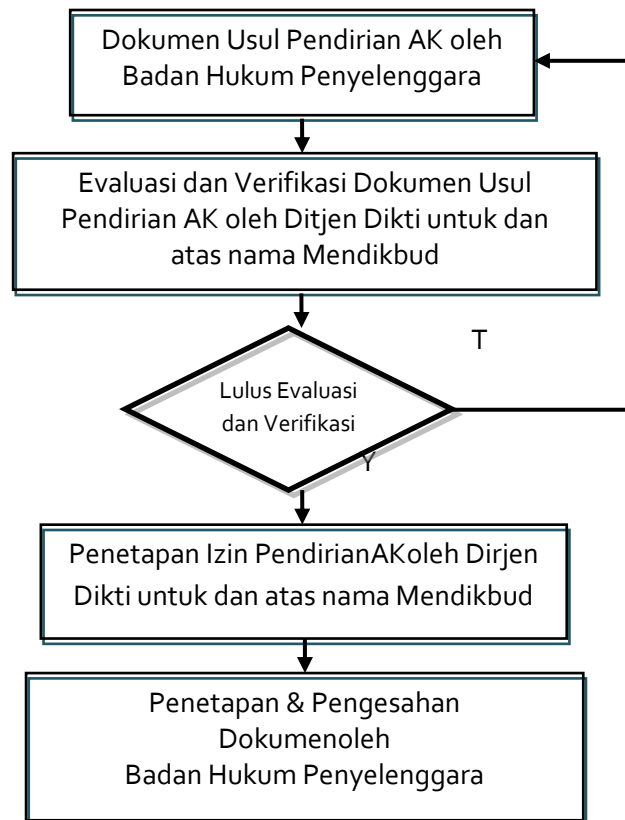 Dokumen Usul Pendirian AK oleh
Badan Hukum Penyelenggara
Evaluasi dan Verifikasi Dokumen Usul
Pendirian AK oleh Ditjen Dikti untuk dan
atas nama Mendikbud
T
Lulus Evaluasi
dan Verifikasi
Y
Penetapan Izin PendirianAKoleh Dirjen
Dikti untuk dan atas nama Mendikbud
Penetapan & Pengesahan
Dokumenoleh
Badan Hukum Penyelenggara